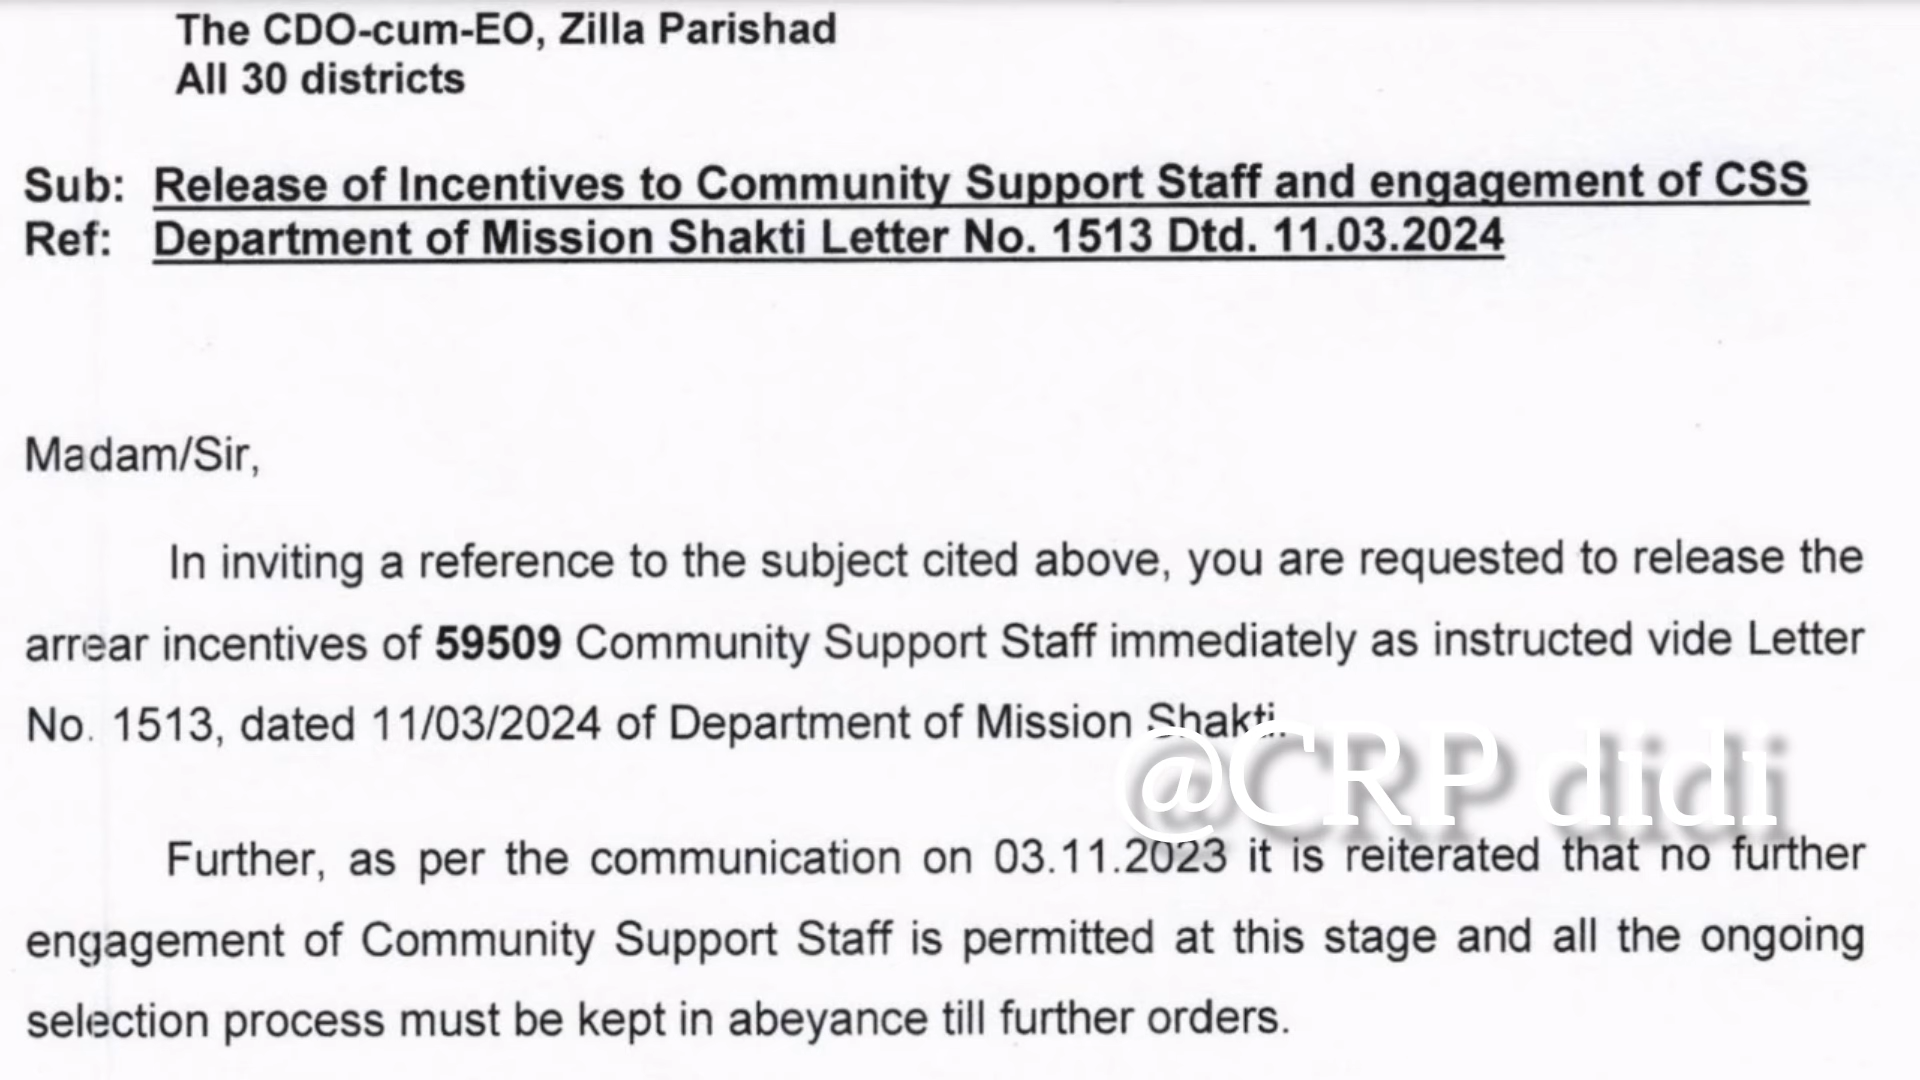 The CDO-cum-EO, Zilla Parishad
All 30 districts
Sub: Release of Incentives to Community Support Staff and engagement of CSS
Ref: Department of Mission Shakti Letter No. 1513 Dtd. 11.03.2024
Madam/Sir,
In inviting a reference to the subject cited above, you are requested to release the
arrear incentives of 59509 Community Support Staff immediately as instructed vide Letter
No. 1513, dated 11/03/2024 of Department of Mission Shakti.
@CRP didi
Further, as per the communication on 03.11.2023 it is reiterated that no further
engagement of Community Support Staff is permitted at this stage and all the ongoing
selection process must be kept in abeyance till further orders.